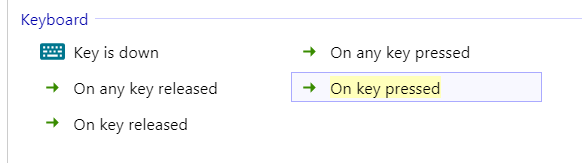 Keyboard
Key is down
On any key pressed
On any key released
On key pressed
On key released